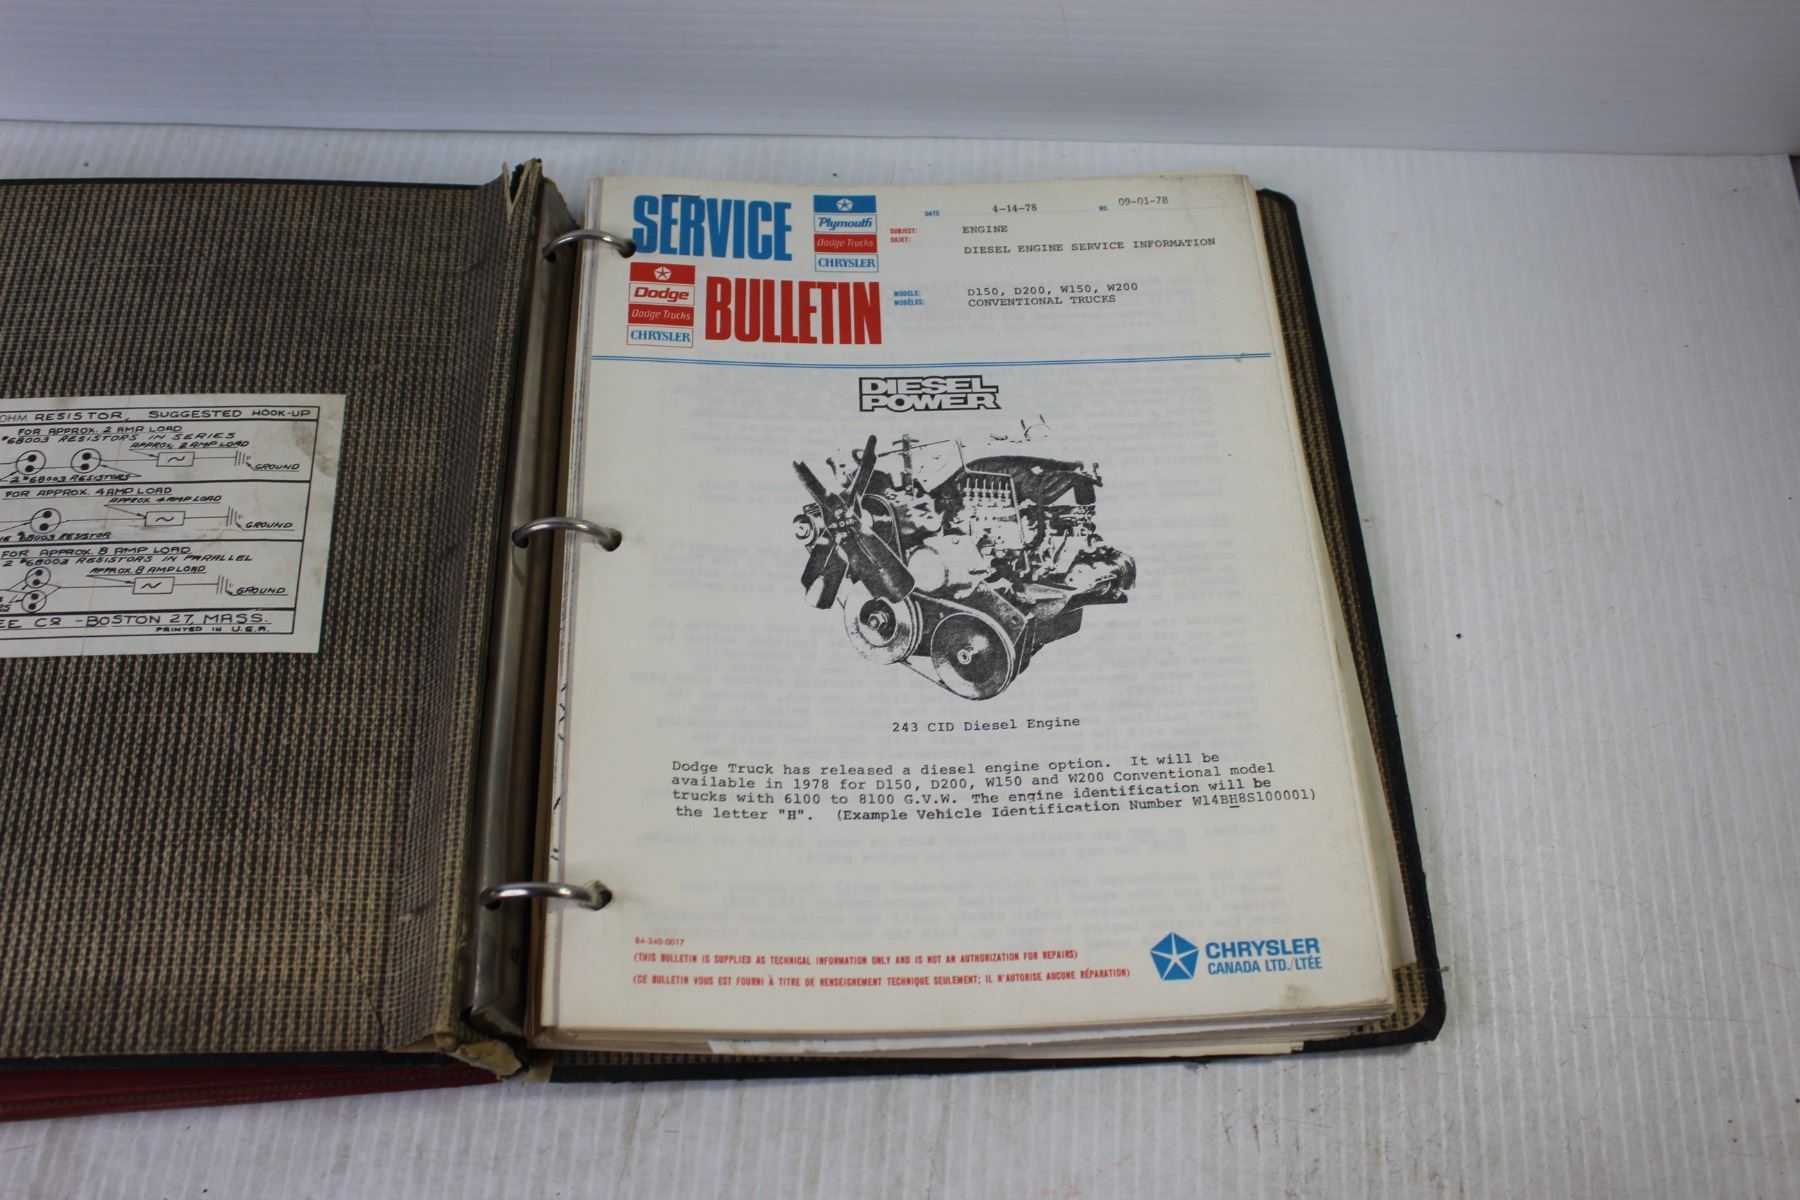 OHM RESISTOR, SUGGESTED HOOK-UP
FOR APPROX. 2 AMP LOAD
#68003 RESISTORS IN SERIES
APPROX. 2 AMP LOAD
GROUND
2 #68003 RESISTORS
FOR APPROX. 4 AMP LOAD
APPROX. 4 AMP LOAD
GROUND
#68003 RESISTOR
FOR APPROX. 8 AMP LOAD
2 #68003 RESISTORS IN PARALLEL
APPROX. 8 AMP LOAD
GROUND
CO - BOSTON 27, MASS.
PRINTED IN U.S.A.
SERVICE
BULLETIN
Plymouth
Dodge Trucks
CHRYSLER
Dodge
Dodge Trucks
CHRYSLER
DATE 4-14-78 NO. 09-01-78
SUBJECT: ENGINE
SUJET:
DIESEL ENGINE SERVICE INFORMATION
MODELS: D150, D200, W150, W200
MODÈLES: CONVENTIONAL TRUCKS
DIESEL
POWER
243 CID Diesel Engine
Dodge Truck has released a diesel engine option. It will be
available in 1978 for D150, D200, W150 and W200 Conventional model
trucks with 6100 to 8100 G.V.W. The engine identification will be
the letter "H". (Example Vehicle Identification Number W14BH8S100001)
84-340-0017
(THIS BULLETIN IS SUPPLIED AS TECHNICAL INFORMATION ONLY AND IS NOT AN AUTHORIZATION FOR REPAIRS)
(CE BULLETIN VOUS EST FOURNI À TITRE DE RENSEIGNEMENT TECHNIQUE SEULEMENT; IL N'AUTORISE AUCUNE RÉPARATION)
CHRYSLER
CANADA LTD./LTÉE